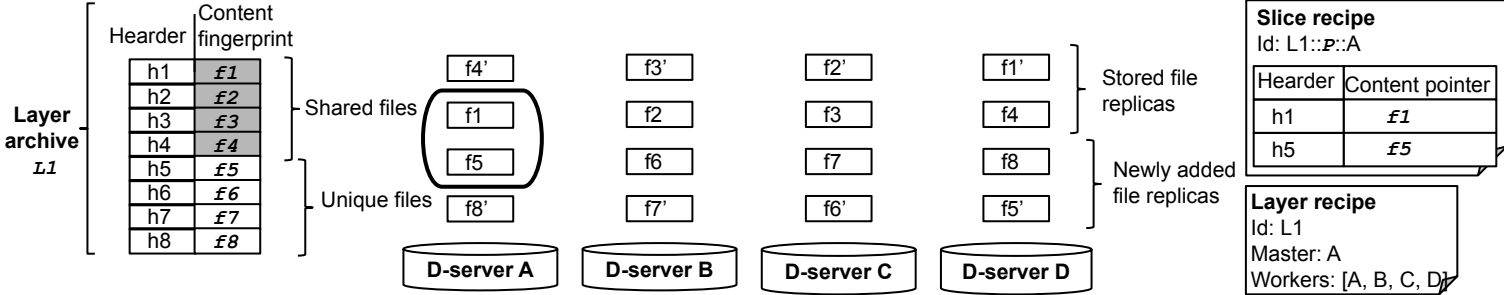 Layer
archive
L1
Hearder
Content
fingerprint
h1 f1
h2 f2
h3 f3
h4 f4
h5 f5
h6 f6
h7 f7
h8 f8
Shared files
Unique files
f4' f3' f2' f1'
f1 f2 f3 f4
f5 f6 f7 f8
f8' f7' f6' f5'
D-server A D-server B D-server C D-server D
Stored file
replicas
Newly added
file replicas
Slice recipe
Id: L1::P::A
Hearder Content pointer
h1 f1
h5 f5
Layer recipe
Id: L1
Master: A
Workers: [A, B, C, D]